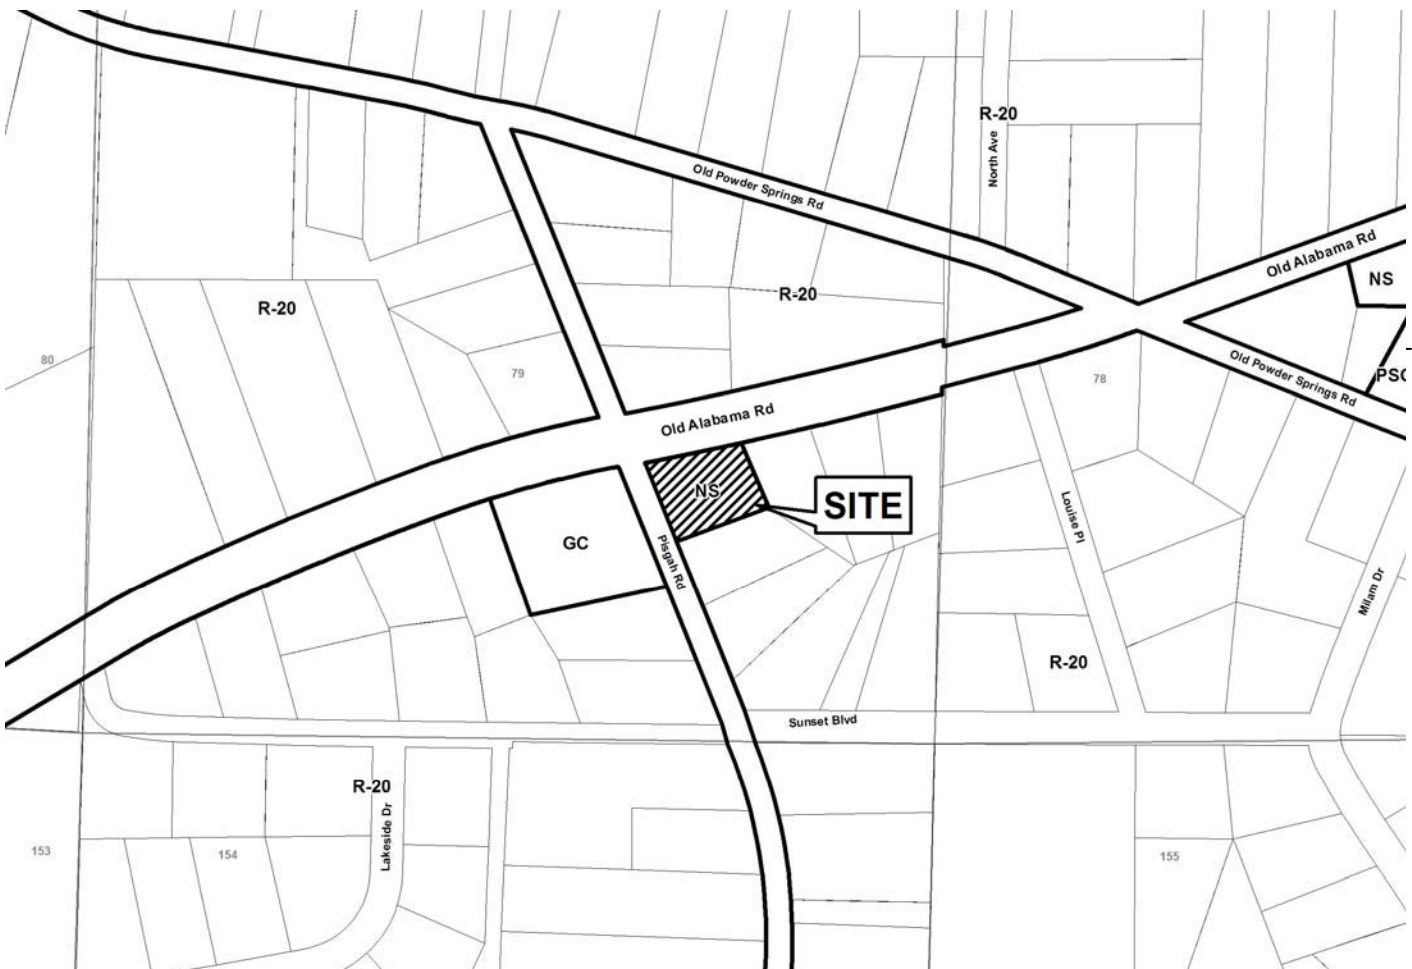 R-20
North Ave
Old Powder Springs Rd
Old Alabama Rd
NS
R-20
R-20
80
79
78
Old Powder Springs Rd
PSC
Old Alabama Rd
NS
SITE
Louise Pl
GC
Pisgah Rd
Milam Dr
R-20
Sunset Blvd
R-20
Lakeside Dr
153
154
155